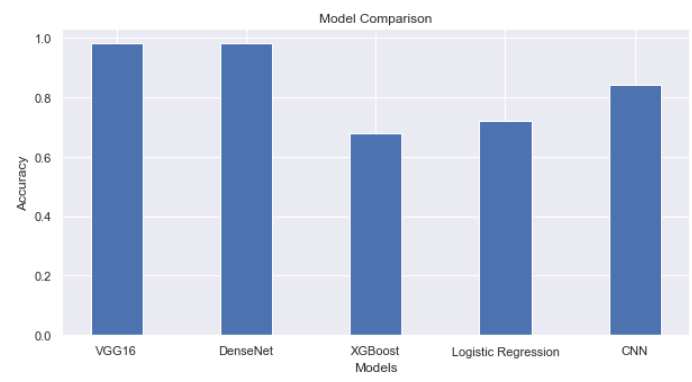 Model Comparison
1.0
0.8
0.6
0.4
0.2
0.0
Accuracy
VGG16 DenseNet XGBoost Logistic Regression CNN
Models